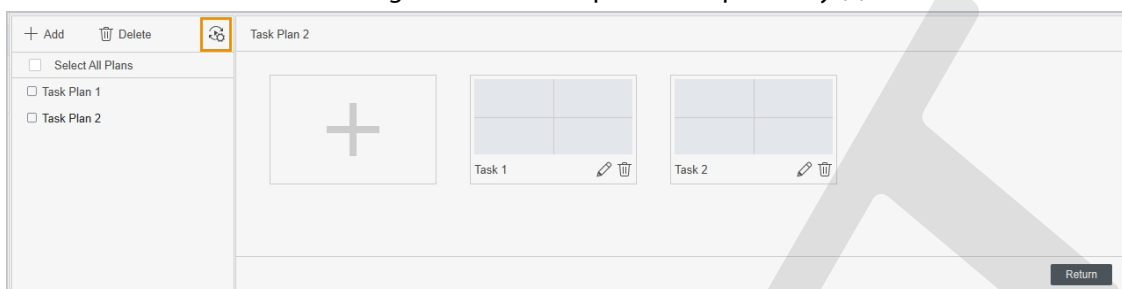 Add
Delete
Task Plan 2
Select All Plans
Task Plan 1
Task Plan 2
Task 1
Task 2
Return